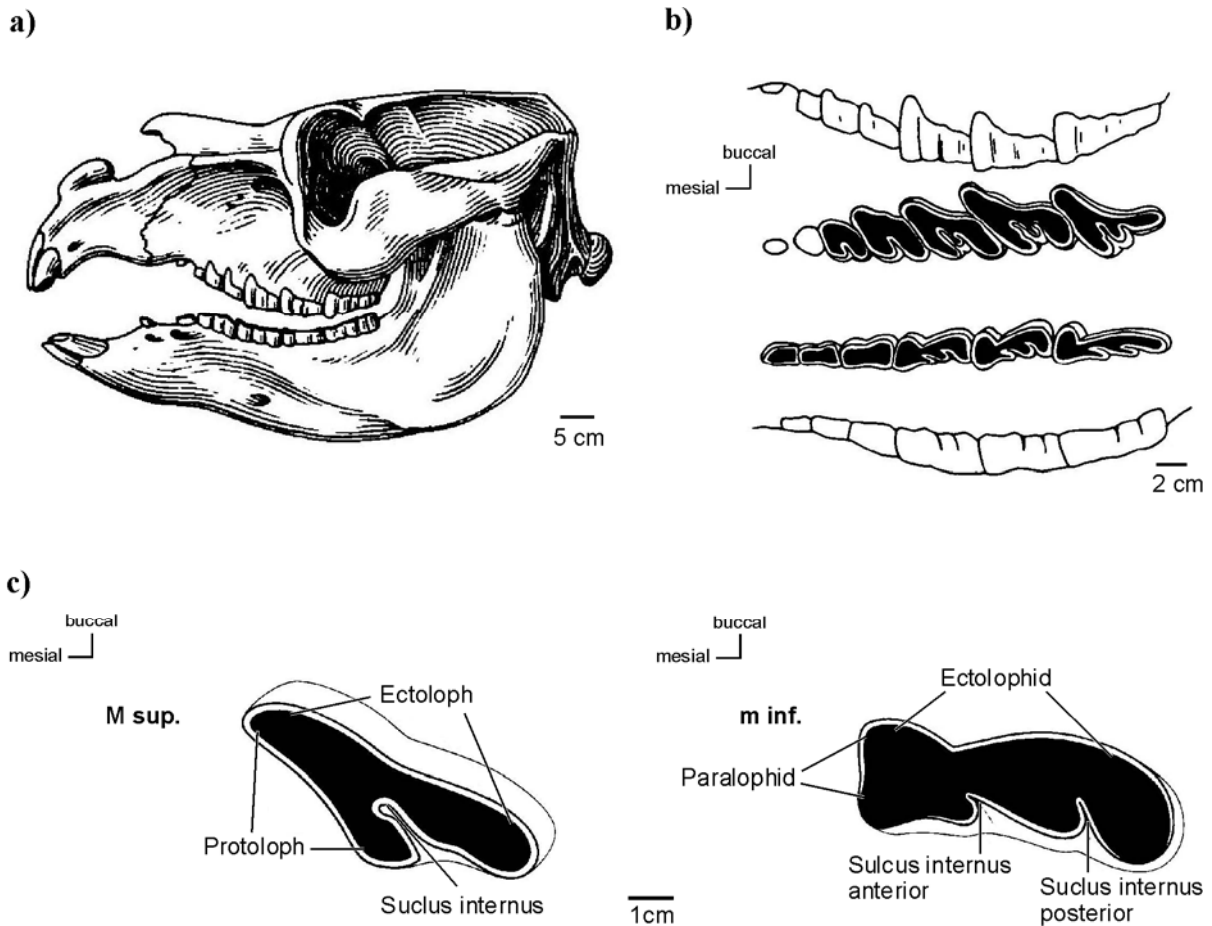 a)
5 cm
b)
buccal
mesial
2 cm
c)
buccal
mesial
M sup.
Ectoloph
Protoloph
Suclus internus
1cm
buccal
mesial
m inf.
Ectolophid
Paralophid
Sulcus internus
anterior
Suclus internus
posterior